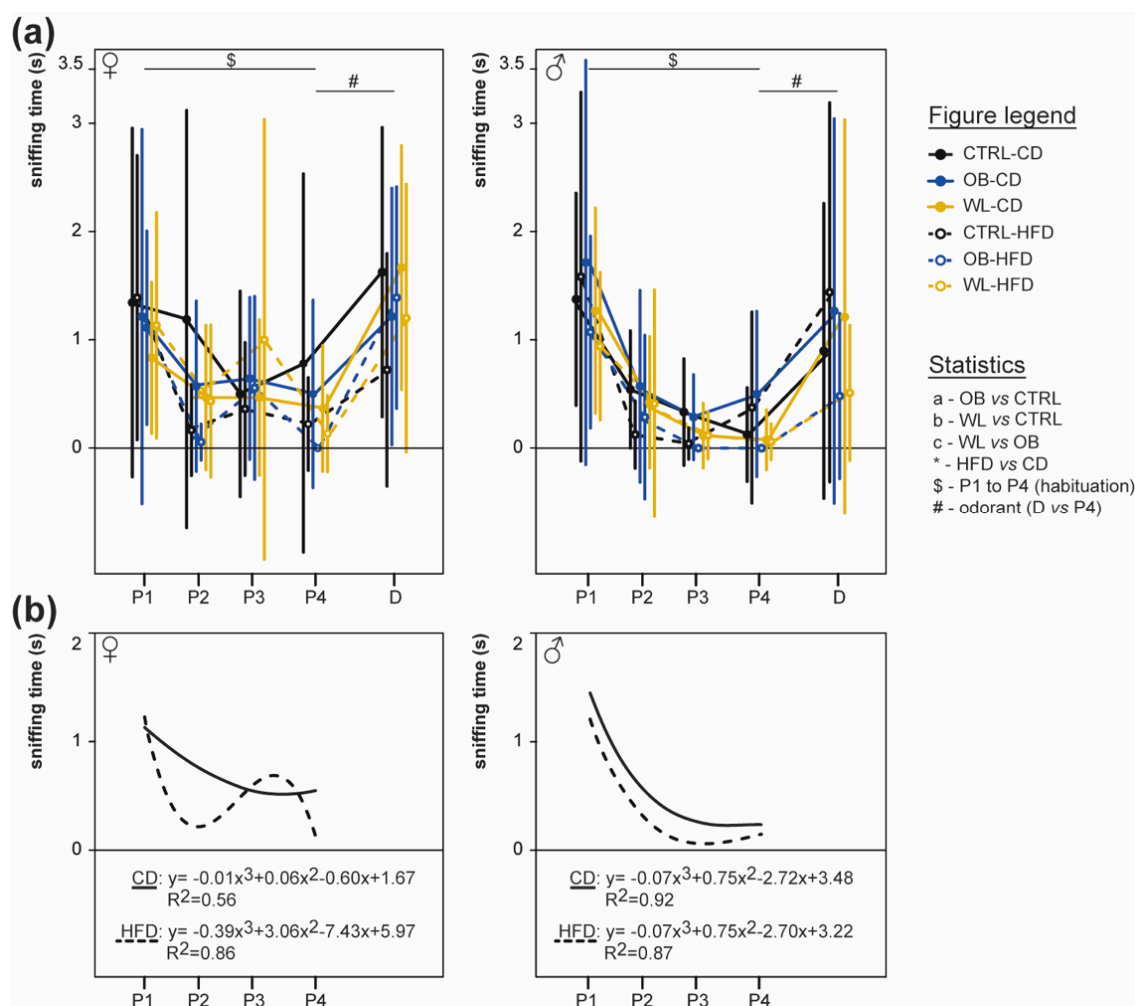 (a)
sniffing time (s)
3.5
3
2
1
0
♀
$
#
P1 P2 P3 P4 D
sniffing time (s)
3.5
3
2
1
0
♂
$
#
P1 P2 P3 P4 D
Figure legend
CTRL-CD
OB-CD
WL-CD
CTRL-HFD
OB-HFD
WL-HFD
Statistics
a - OB vs CTRL
b - WL vs CTRL
c - WL vs OB
* - HFD vs CD
$ - P1 to P4 (habituation)
# - odorant (D vs P4)
(b)
sniffing time (s)
2
1
0
♀
CD: y= -0.01x³+0.06x²-0.60x+1.67
R²=0.56
HFD: y= -0.39x³+3.06x²-7.43x+5.97
R²=0.86
P1 P2 P3 P4
sniffing time (s)
2
1
0
♂
CD: y= -0.07x³+0.75x²-2.72x+3.48
R²=0.92
HFD: y= -0.07x³+0.75x²-2.70x+3.22
R²=0.87
P1 P2 P3 P4